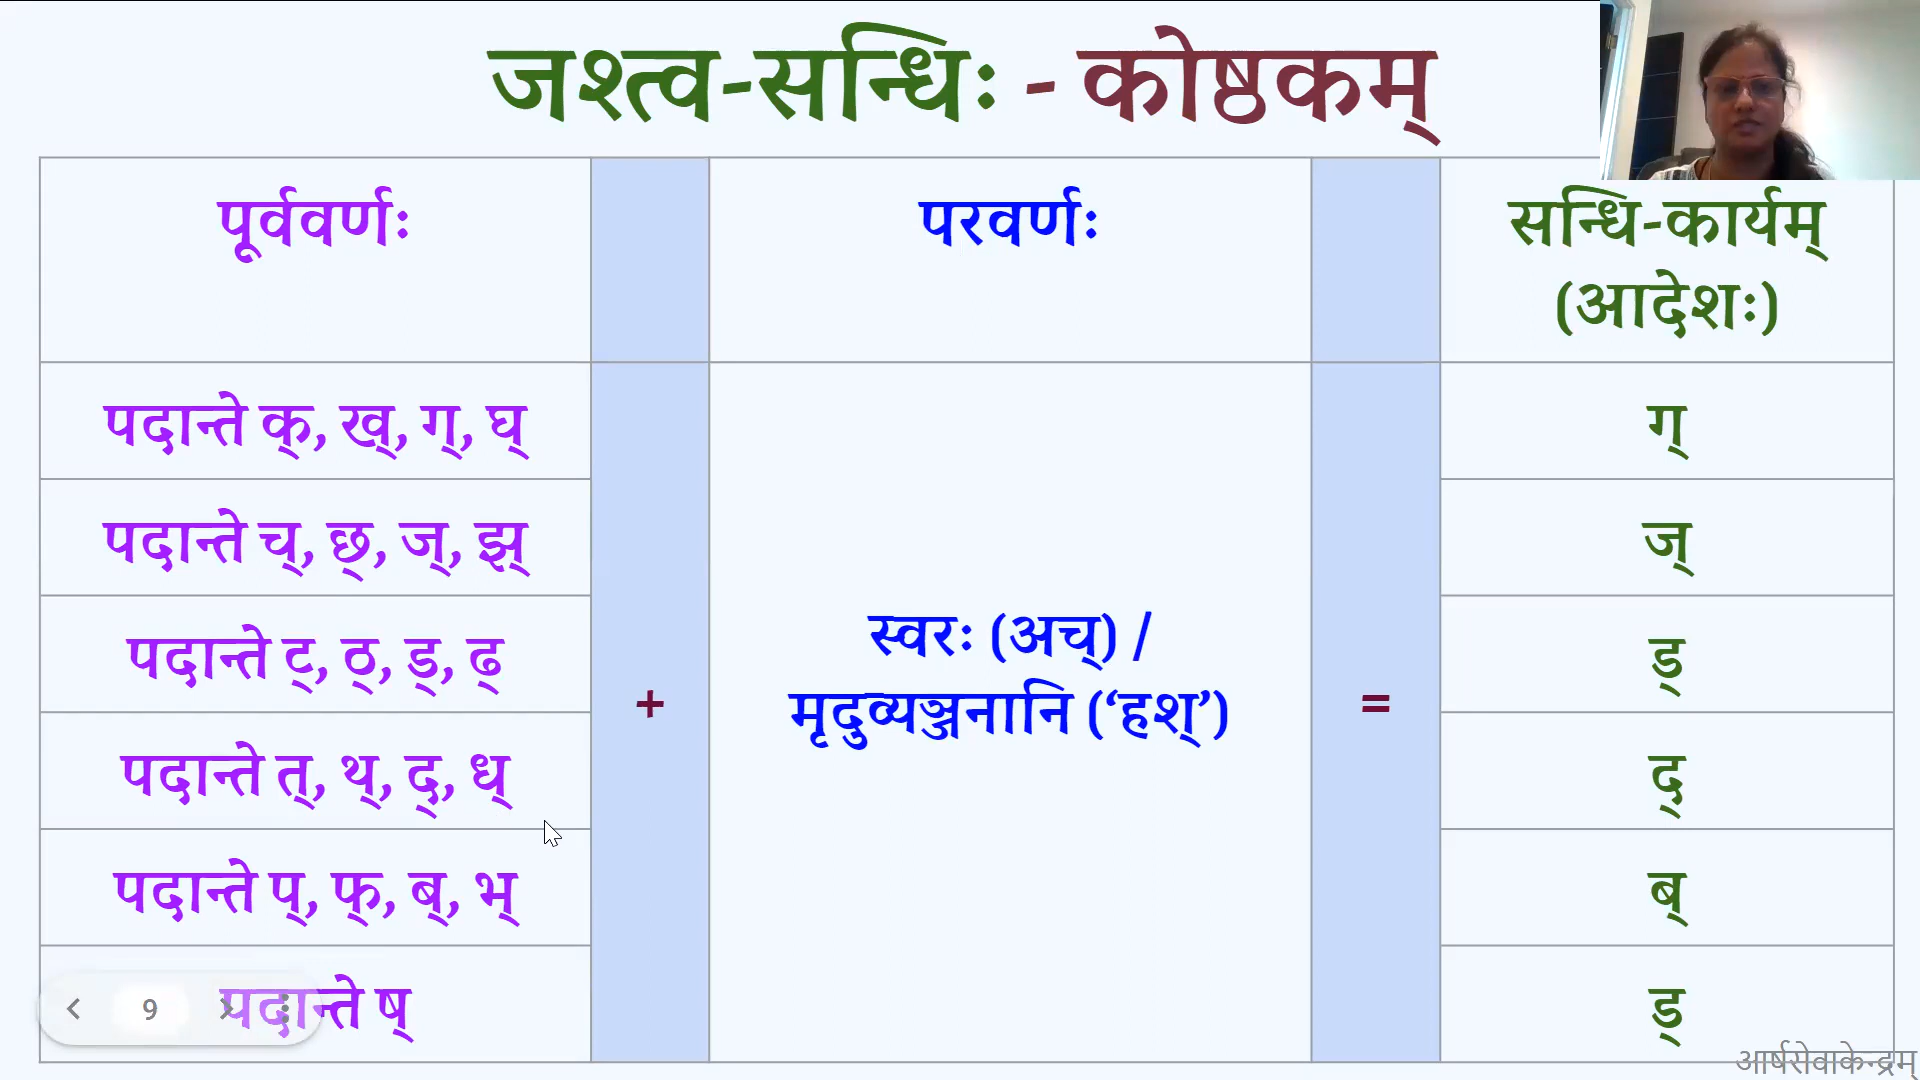 जश्त्व-सन्धिः - कोष्ठकम्
पूर्ववर्णः
परवर्णः
सन्धि-कार्यम्
(आदेशः)
पदान्ते क्, ख्, ग्, घ्
ग्
पदान्ते च्, छ्, ज्, झ्
ज्
पदान्ते ट्, ठ्, ड्, ढ्
ड्
+
स्वरः (अच्) /
मृदुव्यञ्जनानि (‘हश्’)
=
पदान्ते त्, थ्, द्, ध्
द्
पदान्ते प्, फ्, ब्, भ्
ब्
पदान्ते ष्
ड्
9
आर्षसेवाकेन्द्रम्